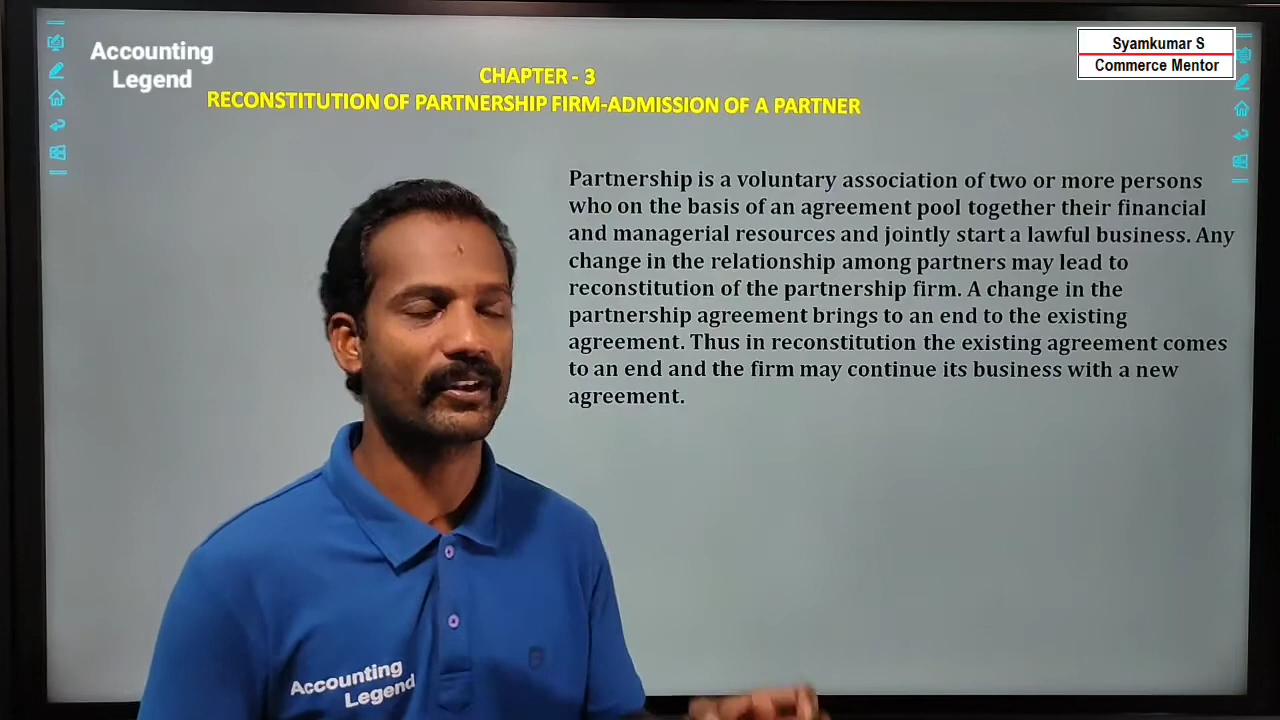 Accounting
Legend
Syamkumar S
Commerce Mentor
CHAPTER - 3
RECONSTITUTION OF PARTNERSHIP FIRM-ADMISSION OF A PARTNER
Partnership is a voluntary association of two or more persons
who on the basis of an agreement pool together their financial
and managerial resources and jointly start a lawful business. Any
change in the relationship among partners may lead to
reconstitution of the partnership firm. A change in the
partnership agreement brings to an end to the existing
agreement. Thus in reconstitution the existing agreement comes
to an end and the firm may continue its business with a new
agreement.
Accounting
Legend